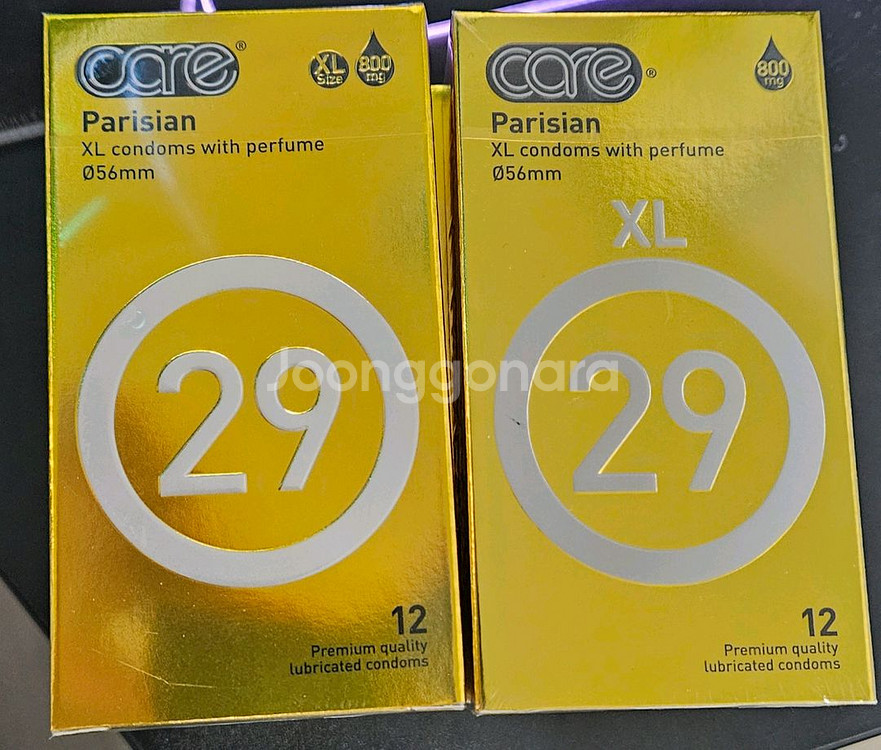 care®
XL
Size
800
mg
Parisian
XL condoms with perfume
Ø56mm
29
12
Premium quality
lubricated condoms
care®
800
mg
Parisian
XL condoms with perfume
Ø56mm
XL
29
12
Premium quality
lubricated condoms
Joonggonara